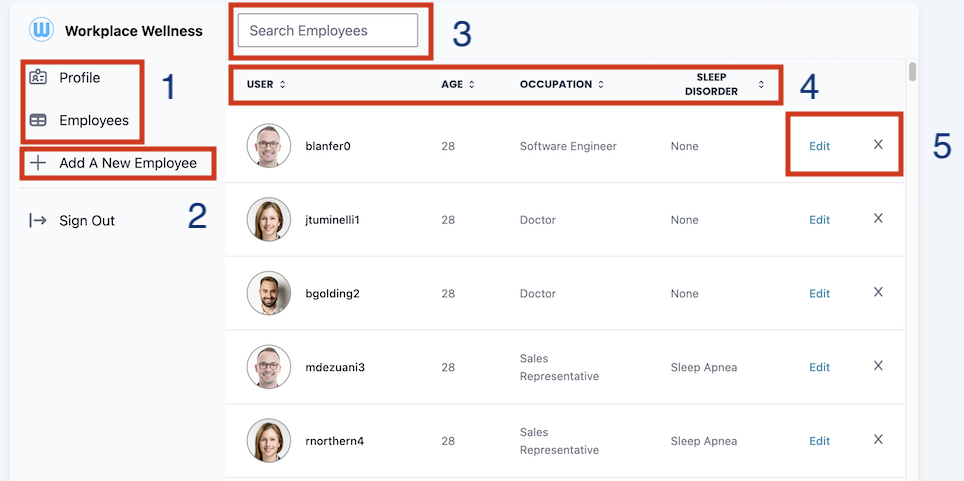 W Workplace Wellness
Search Employees
3
Profile
1
Employees
Add A New Employee
2
Sign Out
USER AGE OCCUPATION SLEEP
DISORDER
4
blanfer0 28 Software Engineer None Edit X
5
jtuminelli1 28 Doctor None Edit X
bgolding2 28 Doctor None Edit X
mdezuani3 28 Sales
Representative Sleep Apnea Edit X
rnorthern4 28 Sales
Representative Sleep Apnea Edit X